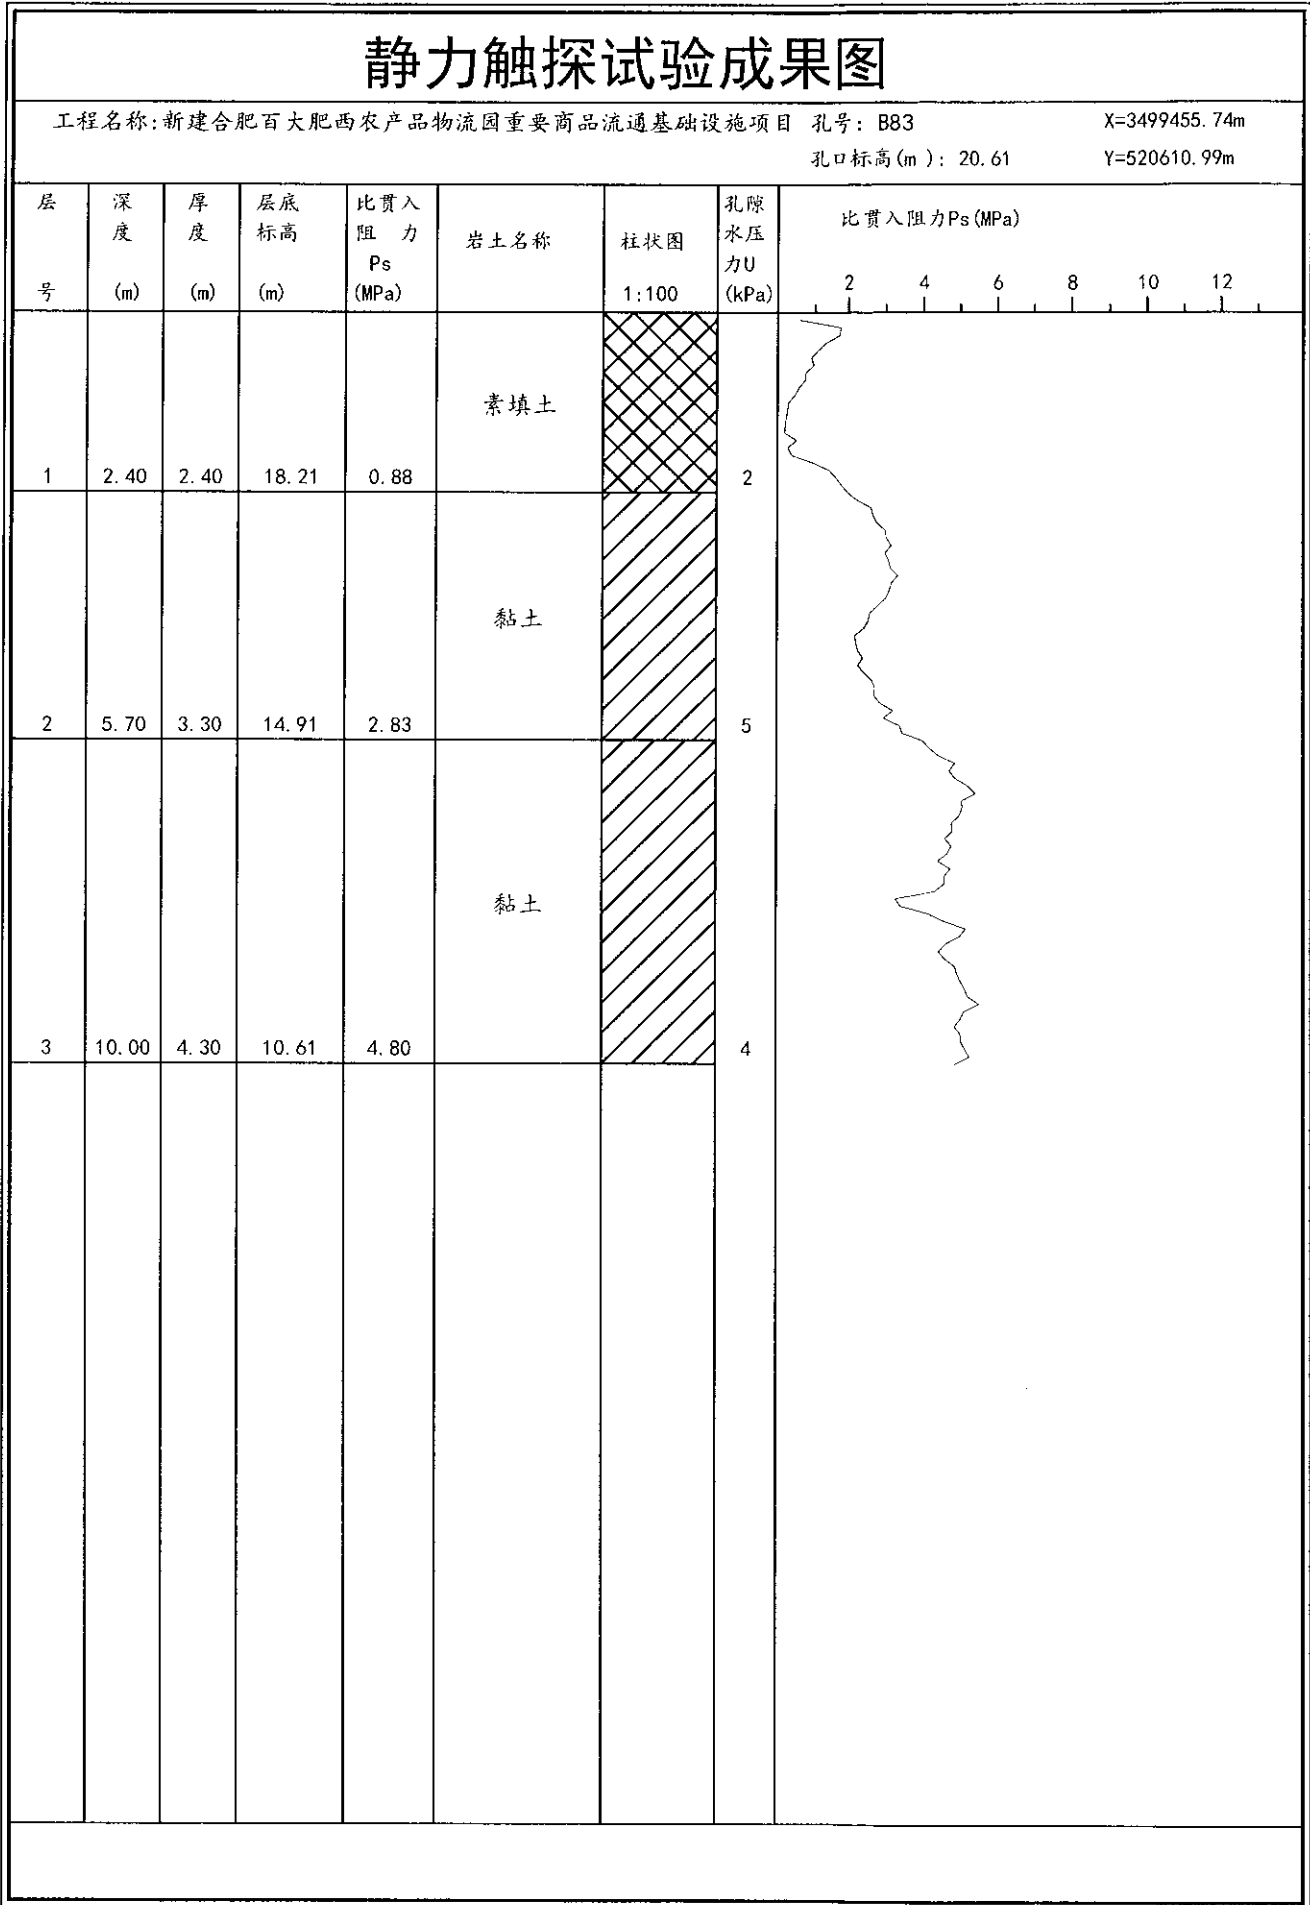 静力触探试验成果图
工程名称:新建合肥百大肥西农产品物流园重要商品流通基础设施项目 孔号: B83 X=3499455.74m
孔口标高(m): 20.61 Y=520610.99m
层号 深度(m) 厚度(m) 层底标高(m) 比贯入阻力Ps(MPa) 岩土名称 柱状图1:100 孔隙水压力U(kPa) 比贯入阻力Ps(MPa)
2 4 6 8 10 12
素填土
1 2.40 2.40 18.21 0.88 2
黏土
2 5.70 3.30 14.91 2.83 5
黏土
3 10.00 4.30 10.61 4.80 4